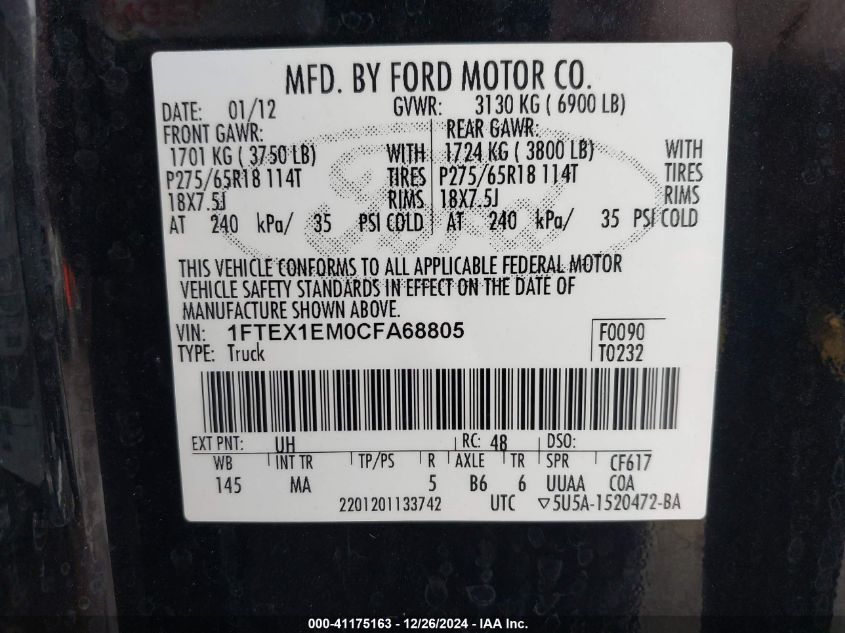 MFD. BY FORD MOTOR CO.
DATE: 01/12 GVWR: 3130 KG ( 6900 LB)
FRONT GAWR: REAR GAWR:
1701 KG ( 3750 LB) WITH 1724 KG ( 3800 LB) WITH
P275/65R18 114T TIRES P275/65R18 114T TIRES
18X7.5J RIMS 18X7.5J RIMS
AT 240 kPa/ 35 PSI COLD AT 240 kPa/ 35 PSI COLD
THIS VEHICLE CONFORMS TO ALL APPLICABLE FEDERAL MOTOR
VEHICLE SAFETY STANDARDS IN EFFECT ON THE DATE OF
MANUFACTURE SHOWN ABOVE.
VIN: 1FTEX1EM0CFA68805 F0090
TYPE: Truck T0232
EXT PNT: UH RC: 48 DSO:
WB INT TR TP/PS R AXLE TR SPR CF617
145 MA 5 B6 6 UUAA COA
2201201133742 UTC ▽5U5A-1520472-BA
000-41175163 - 12/26/2024 - IAA Inc.